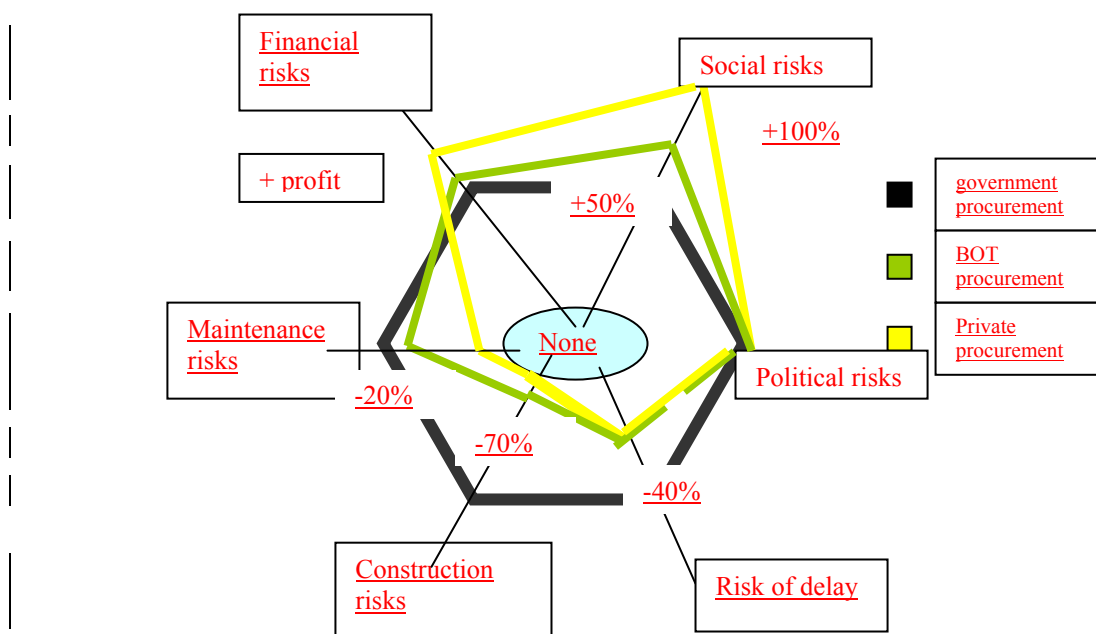 Financial
risks
Social risks
+100%
+ profit
+50%
government
procurement
BOT
procurement
Private
procurement
Maintenance
risks
None
Political risks
-20%
-70%
-40%
Construction
risks
Risk of delay